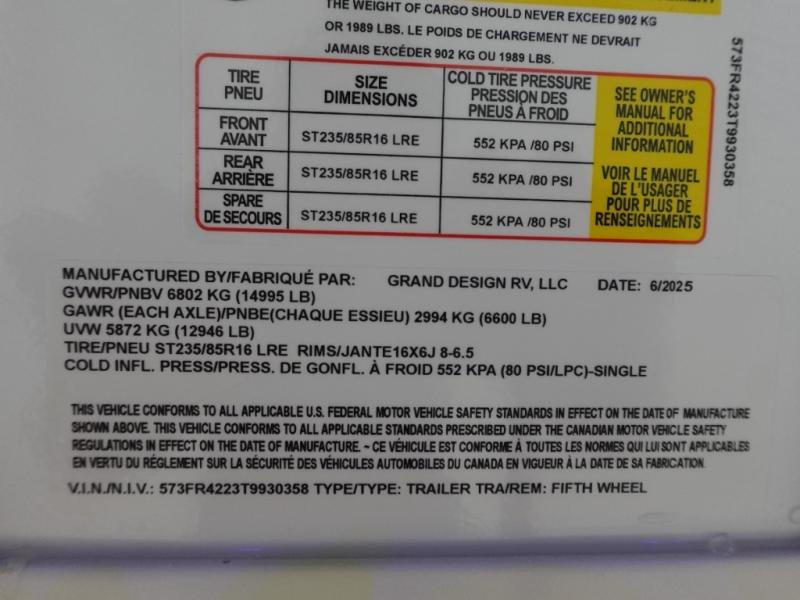 THE WEIGHT OF CARGO SHOULD NEVER EXCEED 902 KG
OR 1989 LBS. LE POIDS DE CHARGEMENT NE DEVRAIT
JAMAIS EXCÉDER 902 KG OU 1989 LBS.
TIRE
PNEU
SIZE
DIMENSIONS
COLD TIRE PRESSURE
PRESSION DES
PNEUS À FROID
FRONT
AVANT
ST235/85R16 LRE
552 KPA /80 PSI
REAR
ARRIÈRE
ST235/85R16 LRE
552 KPA /80 PSI
SPARE
DE SECOURS
ST235/85R16 LRE
552 KPA /80 PSI
SEE OWNER'S
MANUAL FOR
ADDITIONAL
INFORMATION
VOIR LE MANUEL
DE L'USAGER
POUR PLUS DE
RENSEIGNEMENTS
573FR4223T9930358
MANUFACTURED BY/FABRIQUÉ PAR: GRAND DESIGN RV, LLC DATE: 6/2025
GVWR/PNBV 6802 KG (14995 LB)
GAWR (EACH AXLE)/PNBE(CHAQUE ESSIEU) 2994 KG (6600 LB)
UVW 5872 KG (12946 LB)
TIRE/PNEU ST235/85R16 LRE RIMS/JANTE16X6J 8-6.5
COLD INFL. PRESS/PRESS. DE GONFL. À FROID 552 KPA (80 PSI/LPC)-SINGLE
THIS VEHICLE CONFORMS TO ALL APPLICABLE U.S. FEDERAL MOTOR VEHICLE SAFETY STANDARDS IN EFFECT ON THE DATE OF MANUFACTURE
SHOWN ABOVE. THIS VEHICLE CONFORMS TO ALL APPLICABLE STANDARDS PRESCRIBED UNDER THE CANADIAN MOTOR VEHICLE SAFETY
REGULATIONS IN EFFECT ON THE DATE OF MANUFACTURE. ~ CE VÉHICULE EST CONFORME À TOUTES LES NORMES QUI LUI SONT APPLICABLES
EN VERTU DU RÉGLEMENT SUR LA SÉCURITÉ DES VÉHICULES AUTOMOBILES DU CANADA EN VIGUEUR À LA DATE DE SA FABRICATION.
V.I.N./N.I.V.: 573FR4223T9930358 TYPE/TYPE: TRAILER TRA/REM: FIFTH WHEEL